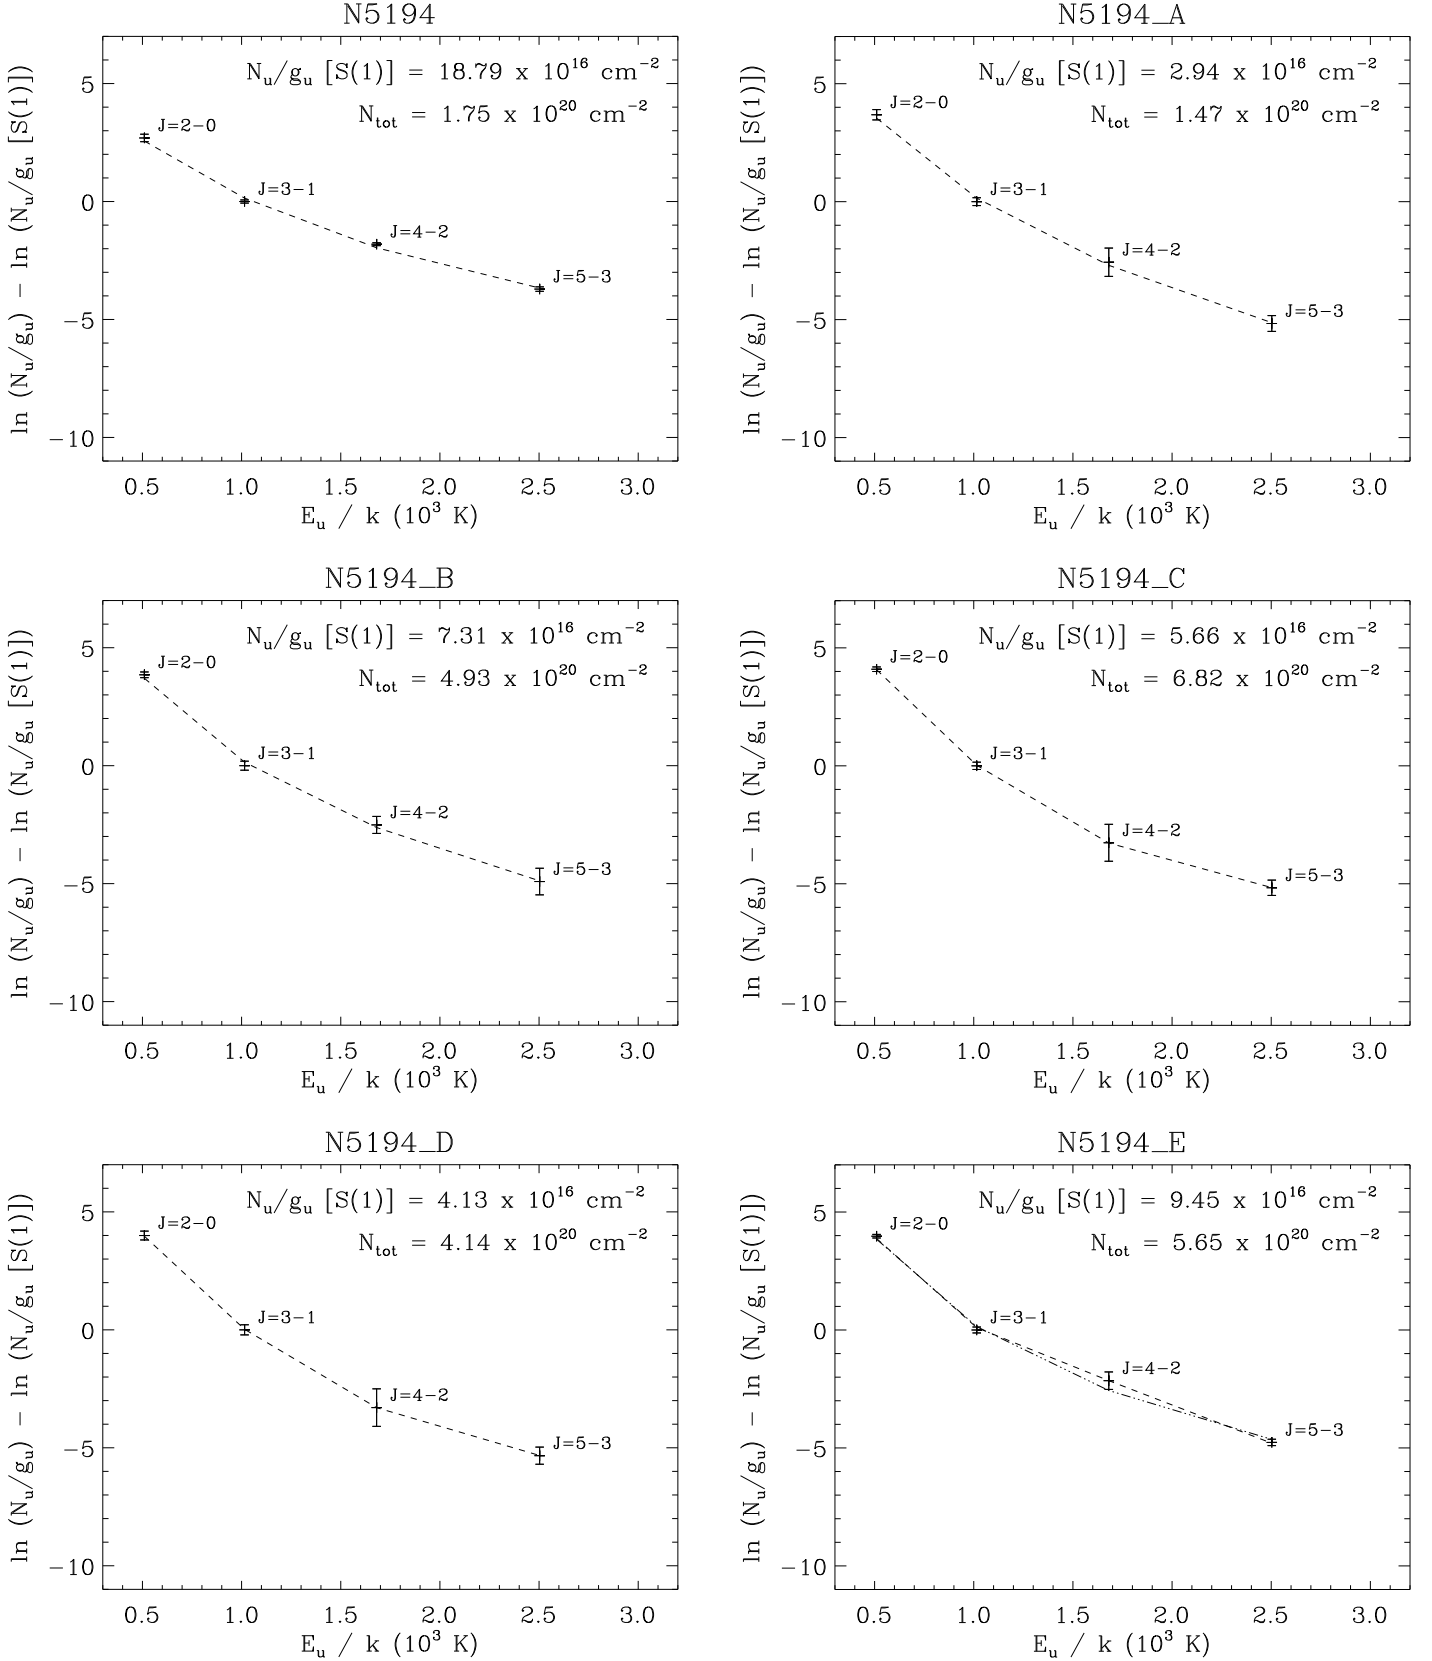 N5194
N_u/g_u [S(1)] = 18.79 x 10^16 cm^−2
N_tot = 1.75 x 10^20 cm^−2
J=2−0
J=3−1
J=4−2
J=5−3
5
0
−5
−10
0.5 1.0 1.5 2.0 2.5 3.0
E_u / k (10^3 K)
ln (N_u/g_u) − ln (N_u/g_u [S(1)])
N5194_A
N_u/g_u [S(1)] = 2.94 x 10^16 cm^−2
N_tot = 1.47 x 10^20 cm^−2
J=2−0
J=3−1
J=4−2
J=5−3
5
0
−5
−10
0.5 1.0 1.5 2.0 2.5 3.0
E_u / k (10^3 K)
ln (N_u/g_u) − ln (N_u/g_u [S(1)])
N5194_B
N_u/g_u [S(1)] = 7.31 x 10^16 cm^−2
N_tot = 4.93 x 10^20 cm^−2
J=2−0
J=3−1
J=4−2
J=5−3
5
0
−5
−10
0.5 1.0 1.5 2.0 2.5 3.0
E_u / k (10^3 K)
ln (N_u/g_u) − ln (N_u/g_u [S(1)])
N5194_C
N_u/g_u [S(1)] = 5.66 x 10^16 cm^−2
N_tot = 6.82 x 10^20 cm^−2
J=2−0
J=3−1
J=4−2
J=5−3
5
0
−5
−10
0.5 1.0 1.5 2.0 2.5 3.0
E_u / k (10^3 K)
ln (N_u/g_u) − ln (N_u/g_u [S(1)])
N5194_D
N_u/g_u [S(1)] = 4.13 x 10^16 cm^−2
N_tot = 4.14 x 10^20 cm^−2
J=2−0
J=3−1
J=4−2
J=5−3
5
0
−5
−10
0.5 1.0 1.5 2.0 2.5 3.0
E_u / k (10^3 K)
ln (N_u/g_u) − ln (N_u/g_u [S(1)])
N5194_E
N_u/g_u [S(1)] = 9.45 x 10^16 cm^−2
N_tot = 5.65 x 10^20 cm^−2
J=2−0
J=3−1
J=4−2
J=5−3
5
0
−5
−10
0.5 1.0 1.5 2.0 2.5 3.0
E_u / k (10^3 K)
ln (N_u/g_u) − ln (N_u/g_u [S(1)])